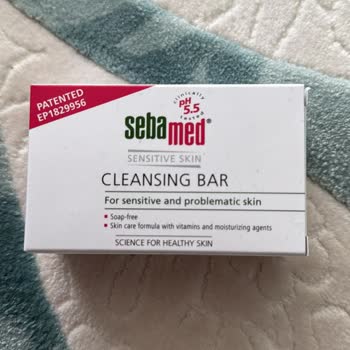 PATENTED
EP1829956
clinically
pH
5.5
tested
sebamed®
SENSITIVE SKIN
CLEANSING BAR
For sensitive and problematic skin
▪ Soap-free
▪ Skin care formula with vitamins and moisturizing agents
SCIENCE FOR HEALTHY SKIN